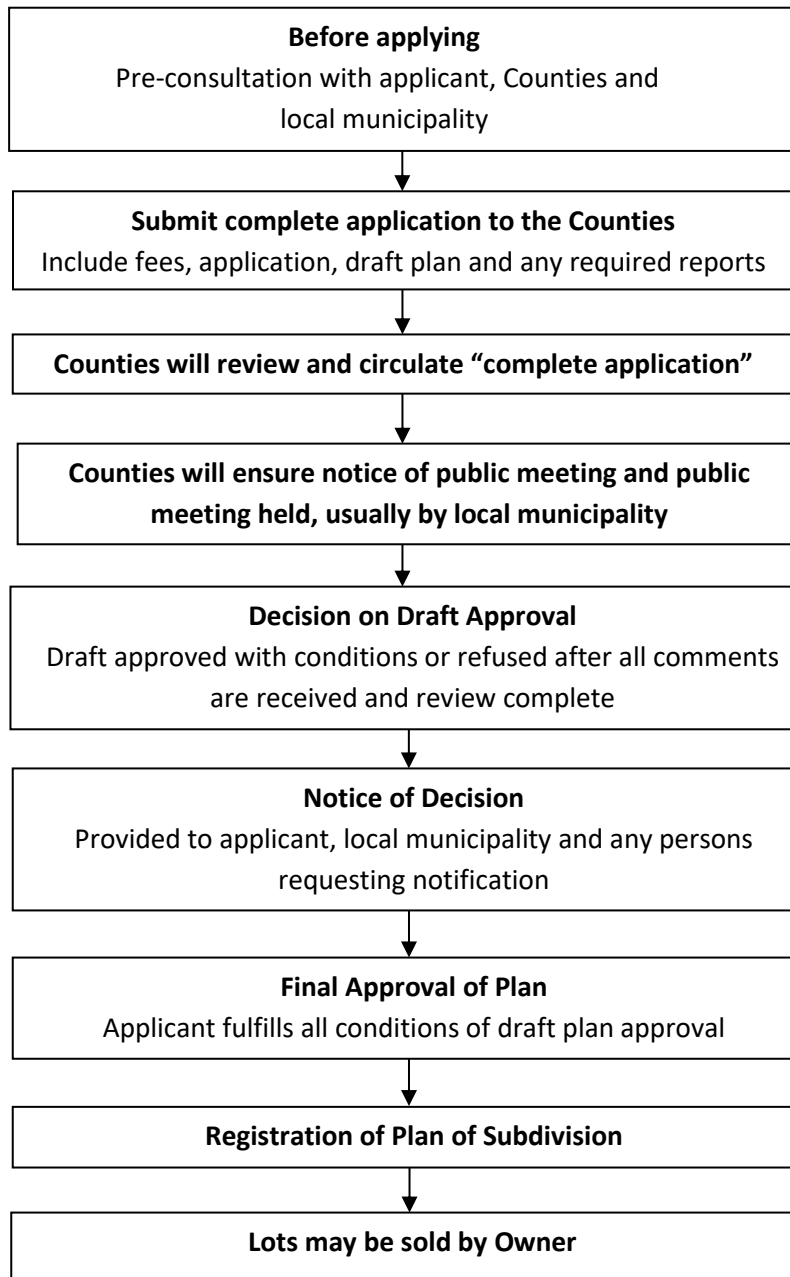 Before applying
Pre-consultation with applicant, Counties and
local municipality
Submit complete application to the Counties
Include fees, application, draft plan and any required reports
Counties will review and circulate “complete application”
Counties will ensure notice of public meeting and public
meeting held, usually by local municipality
Decision on Draft Approval
Draft approved with conditions or refused after all comments
are received and review complete
Notice of Decision
Provided to applicant, local municipality and any persons
requesting notification
Final Approval of Plan
Applicant fulfills all conditions of draft plan approval
Registration of Plan of Subdivision
Lots may be sold by Owner